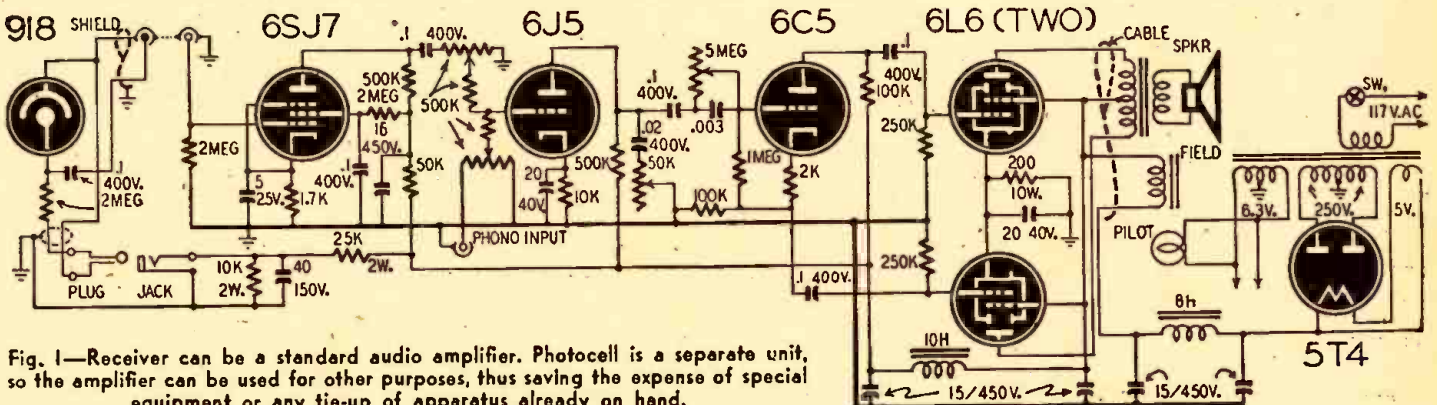 918
SHIELD
6SJ7
6J5
6C5
6L6 (TWO)
CABLE
SPKR
SW.
117V.AC
.1
400V.
500K
2MEG
500K
5 MEG
.1
400V.
.003
.1
400V.
100K
2MEG
16
450V.
.1
400V.
50K
.02
400V.
50K
1MEG
2K
250K
200
10W.
FIELD
.1
400V.
2MEG
5
25V.
1.7K
20
40V.
10K
500K
100K
20 40V.
PILOT
6.3V.
250V.
5V.
PHONO INPUT
25K
2W.
PLUG
JACK
10K
2W.
40
150V.
.1 400V.
250K
10H
8h
5T4
15/450V.
15/450V.
Fig. 1—Receiver can be a standard audio amplifier. Photocell is a separate unit,
so the amplifier can be used for other purposes, thus saving the expense of special
equipment or any tie-up of apparatus already on hand.